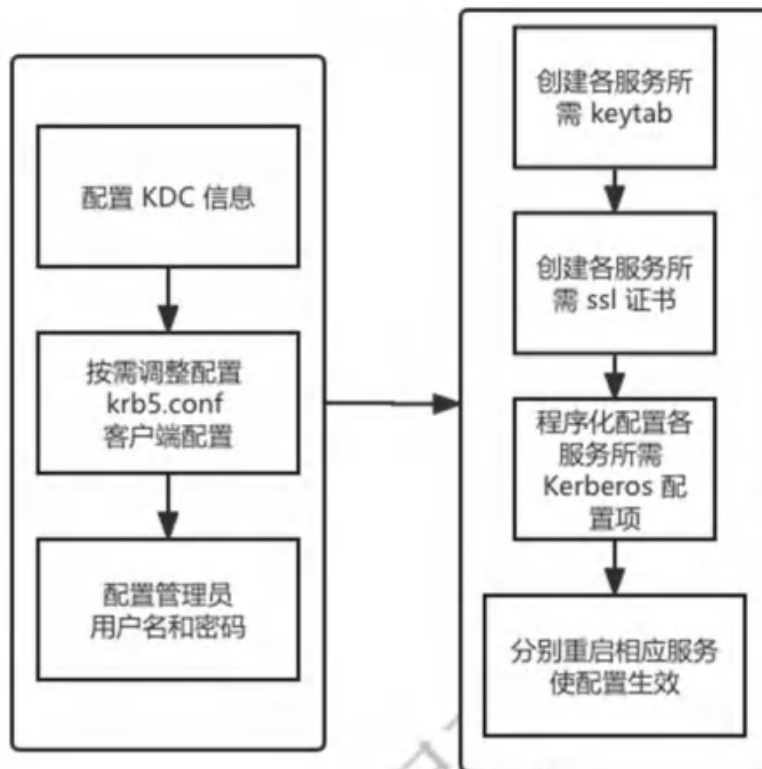 配置 KDC 信息
按需调整配置
krb5.conf
客户端配置
配置管理员
用户名和密码
创建各服务所
需 keytab
创建各服务所
需 ssl 证书
程序化配置各
服务所需
Kerberos 配
置项
分别重启相应服务
使配置生效